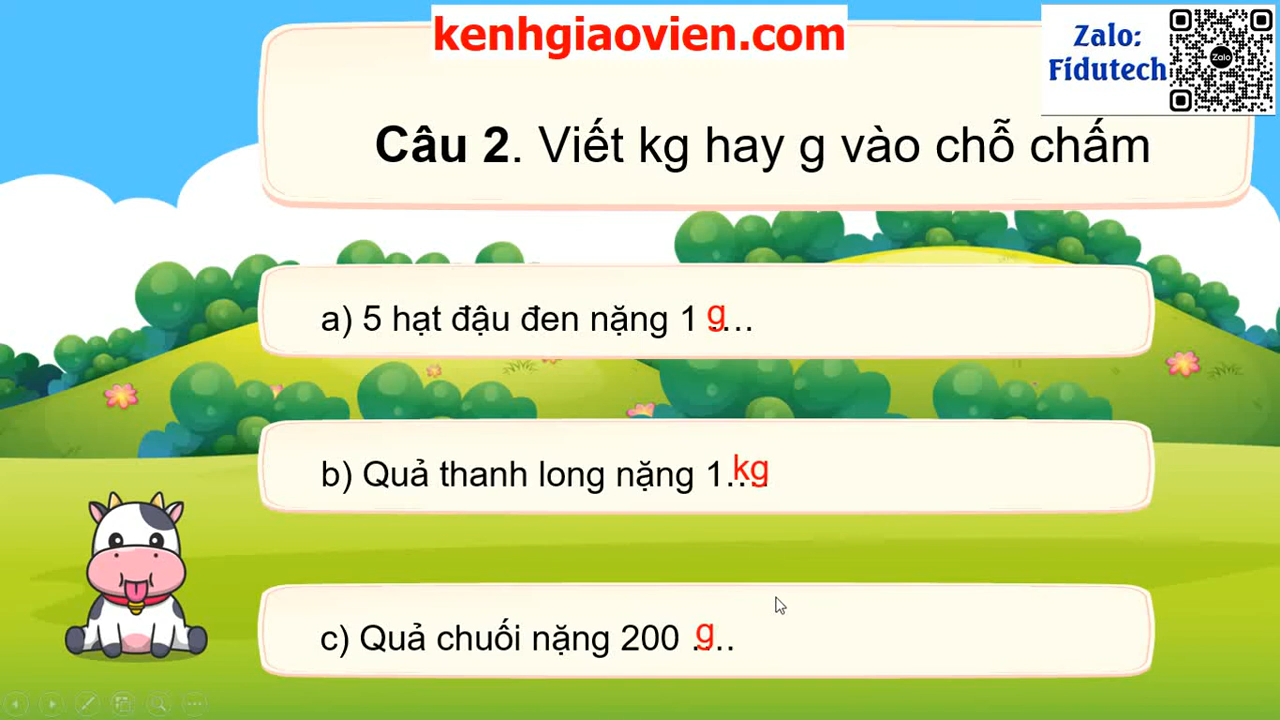 kenhgiaovien.com
Zalo:
Fidutech
Zalo
Câu 2. Viết kg hay g vào chỗ chấm
a) 5 hạt đậu đen nặng 1 g....
b) Quả thanh long nặng 1.kg...
c) Quả chuối nặng 200 g....